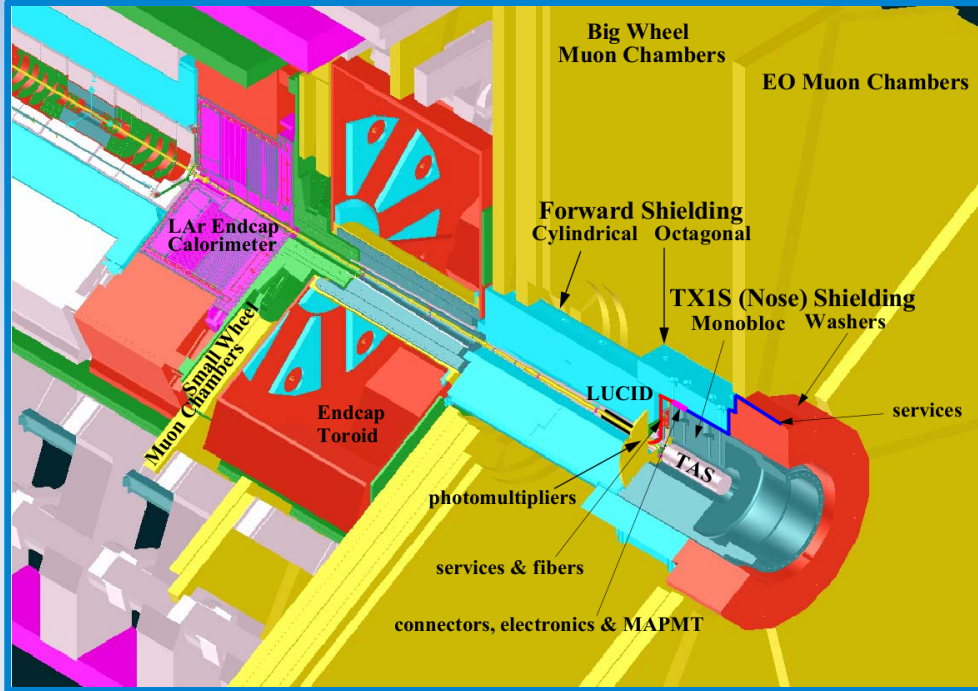 Big Wheel
Muon Chambers
EO Muon Chambers
Forward Shielding
Cylindrical Octagonal
LAr Endcap
Calorimeter
TX1S (Nose) Shielding
Monobloc Washers
Small Wheel
Muon Chambers
LUCID
services
Endcap
Toroid
TAS
photomultipliers
services & fibers
connectors, electronics & MAPMT